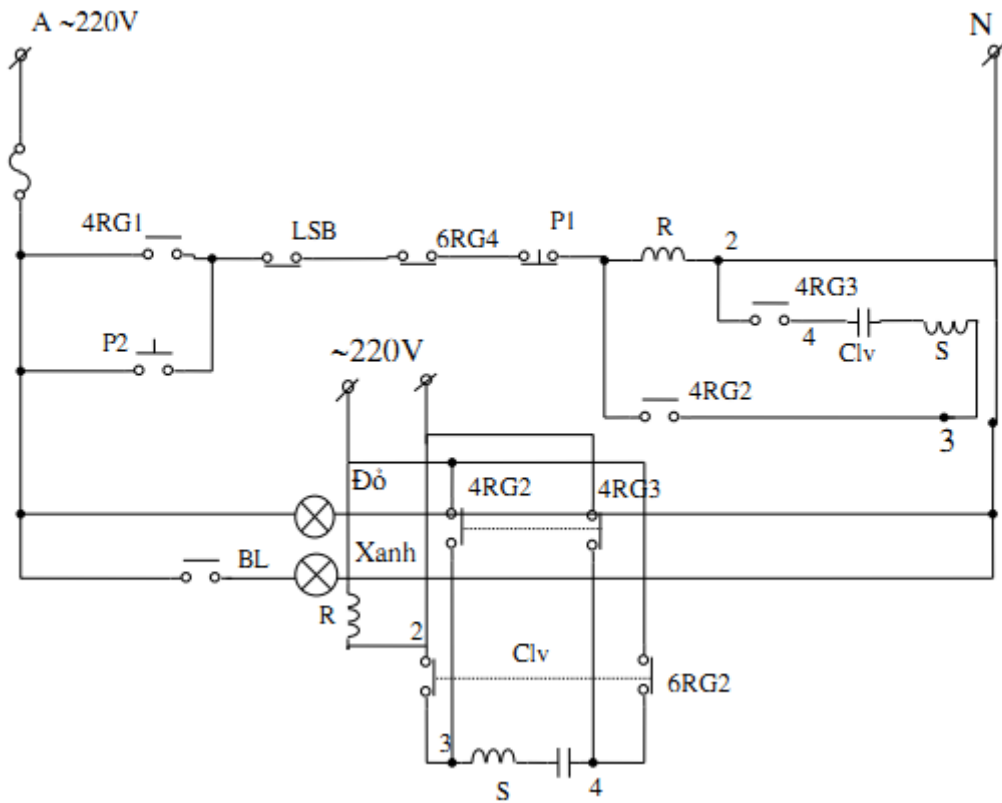 A ~220V
N
4RG1
LSB
6RG4
P1
R
2
4RG3
4
Clv
S
P2
~220V
4RG2
3
Đỏ
4RG2
4RG3
BL
Xanh
R
2
Clv
6RG2
3
S
4